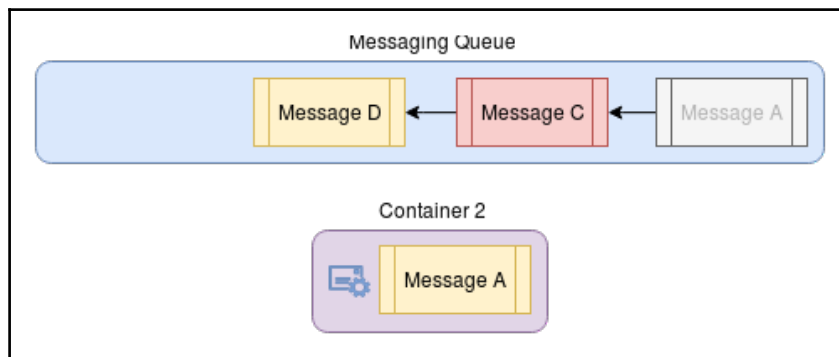 Messaging Queue
Message D
Message C
Message A
Container 2
Message A